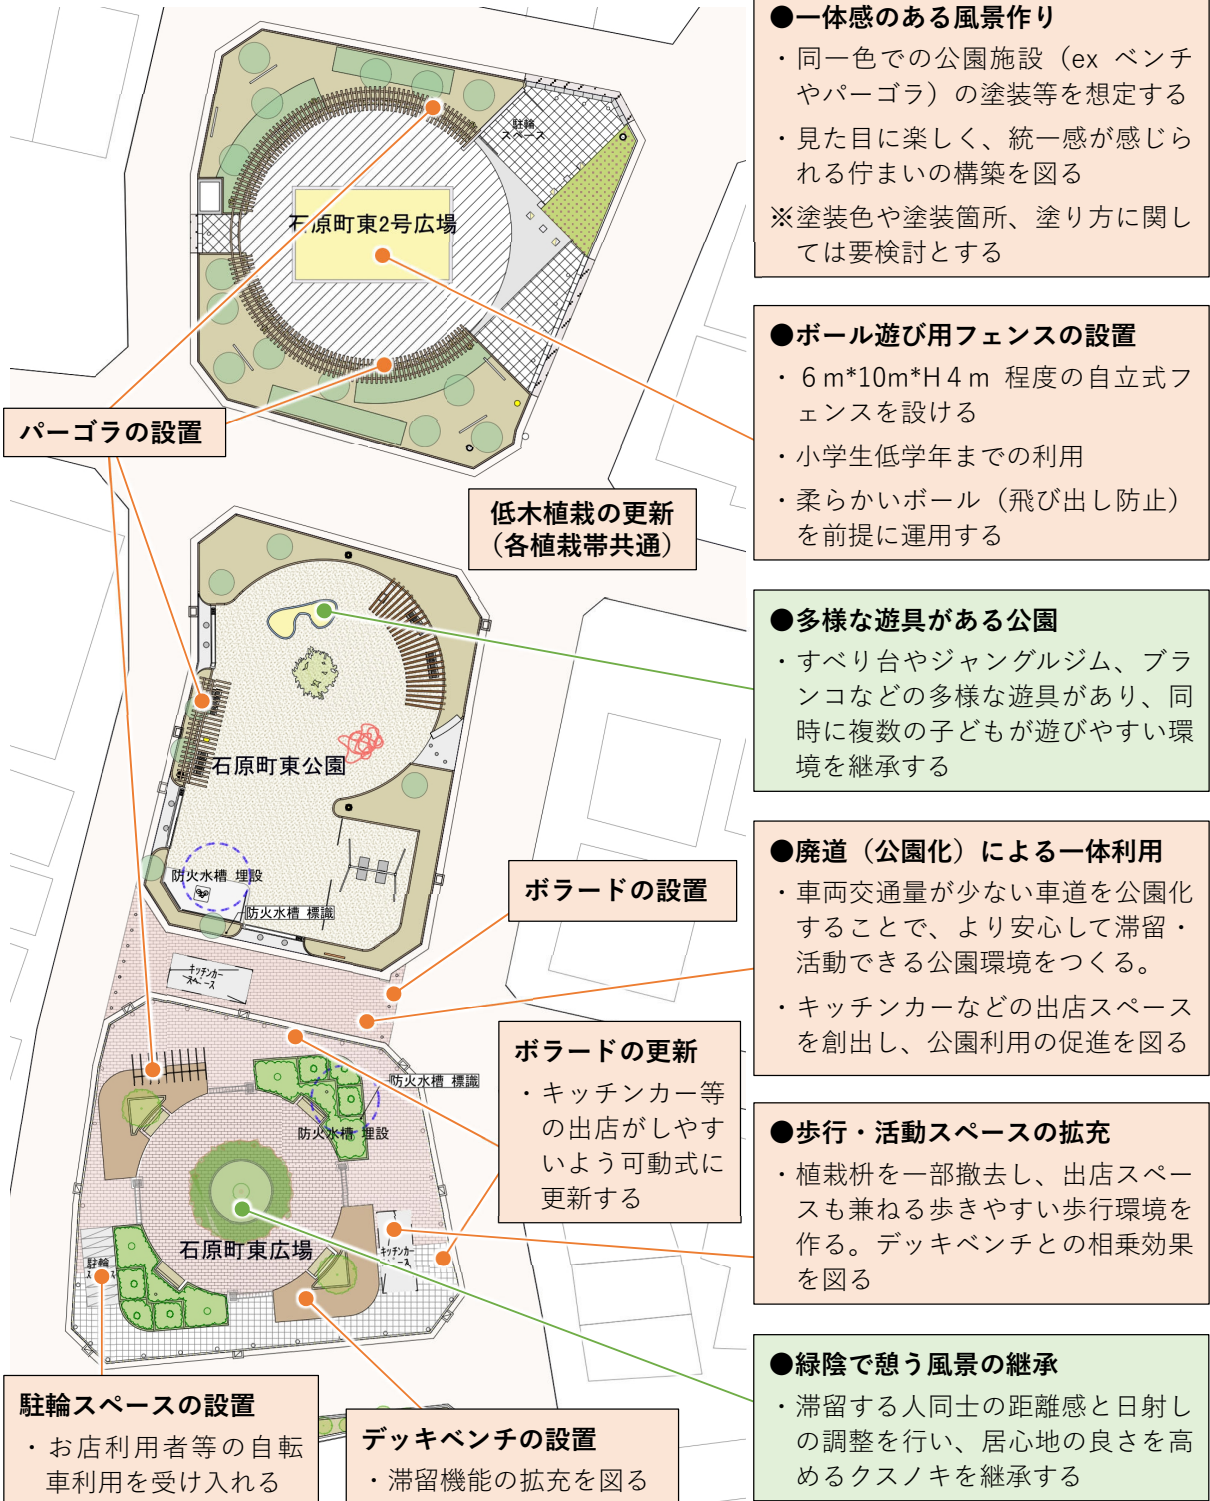 ●一体感のある風景作り
・同一色での公園施設（ex ベンチ
やパーゴラ）の塗装等を想定する
・見た目に楽しく、統一感が感じら
れる佇まいの構築を図る
※塗装色や塗装箇所、塗り方に関し
ては要検討とする
駐輪
スペース
石原町東2号広場
●ボール遊び用フェンスの設置
・６m*10m*H４m 程度の自立式フ
ェンスを設ける
・小学生低学年までの利用
・柔らかいボール（飛び出し防止）
を前提に運用する
パーゴラの設置
低木植栽の更新
（各植栽帯共通）
●多様な遊具がある公園
・すべり台やジャングルジム、ブラ
ンコなどの多様な遊具があり、同
時に複数の子どもが遊びやすい環
境を継承する
石原町東公園
防火水槽 埋設
防火水槽 標識
ボラードの設置
●廃道（公園化）による一体利用
・車両交通量が少ない車道を公園化
することで、より安心して滞留・
活動できる公園環境をつくる。
・キッチンカーなどの出店スペース
を創出し、公園利用の促進を図る
キッチンカー
スペース
ボラードの更新
・キッチンカー等
の出店がしやす
いよう可動式に
更新する
防火水槽 標識
防火水槽 埋設
●歩行・活動スペースの拡充
・植栽枡を一部撤去し、出店スペー
スも兼ねる歩きやすい歩行環境を
作る。デッキベンチとの相乗効果
を図る
石原町東広場
キッチンカー
駐輪
●緑陰で憩う風景の継承
・滞留する人同士の距離感と日射し
の調整を行い、居心地の良さを高
めるクスノキを継承する
駐輪スペースの設置
・お店利用者等の自転
車利用を受け入れる
デッキベンチの設置
・滞留機能の拡充を図る